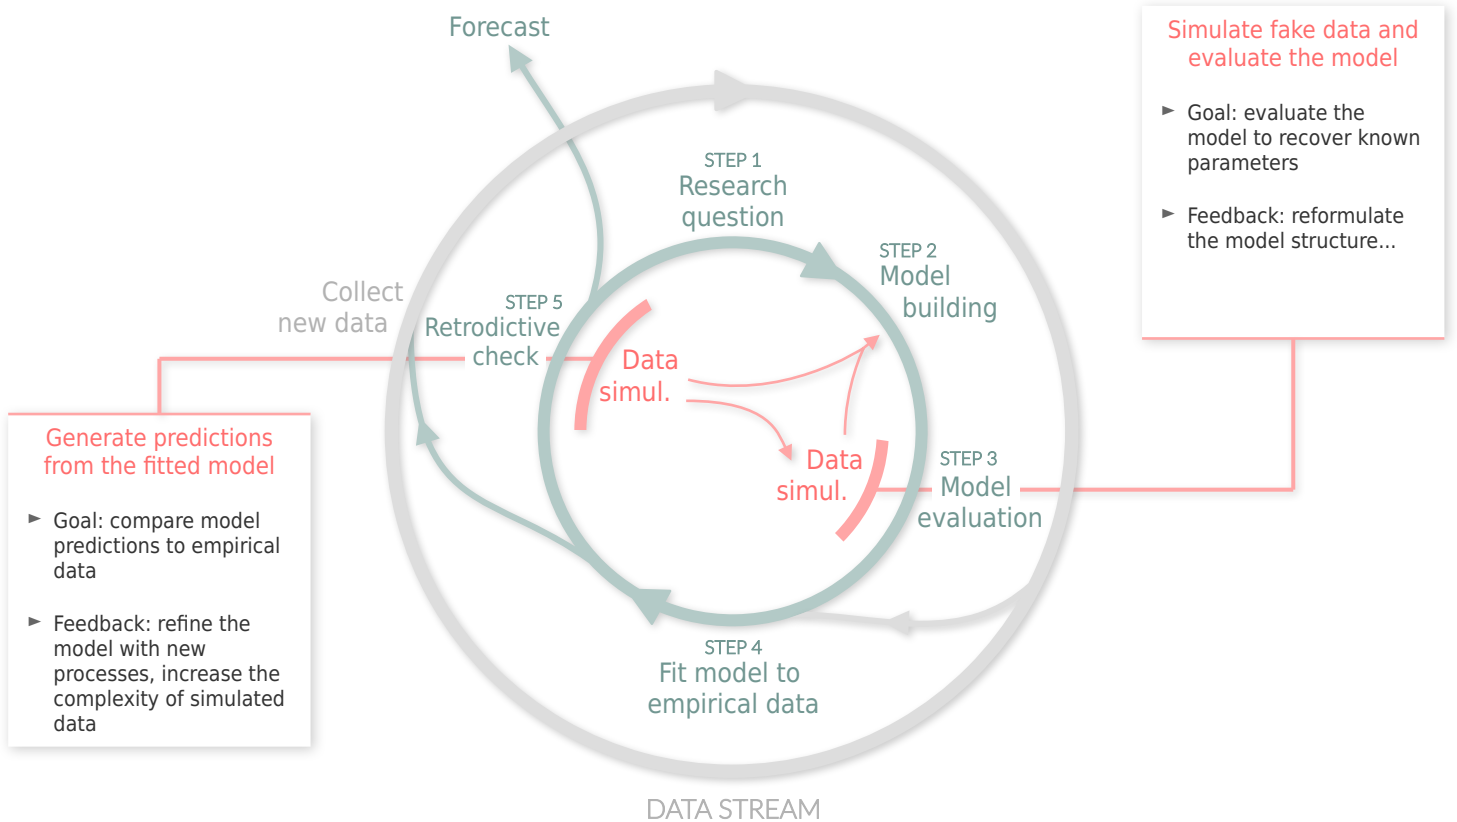 Forecast
Simulate fake data and
evaluate the model
► Goal: evaluate the
model to recover known
parameters
► Feedback: reformulate
the model structure...
STEP 1
Research
question
STEP 2
Model
building
Collect
new data
STEP 5
Retrodictive
check
Data
simul.
Data
simul.
STEP 3
Model
evaluation
Generate predictions
from the fitted model
► Goal: compare model
predictions to empirical
data
► Feedback: refine the
model with new
processes, increase the
complexity of simulated
data
STEP 4
Fit model to
empirical data
DATA STREAM